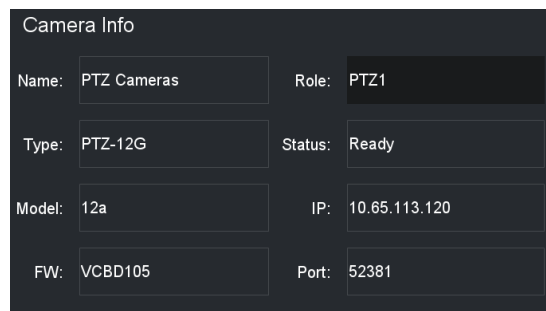 Camera Info
Name: PTZ Cameras Role: PTZ1
Type: PTZ-12G Status: Ready
Model: 12a IP: 10.65.113.120
FW: VCBD105 Port: 52381